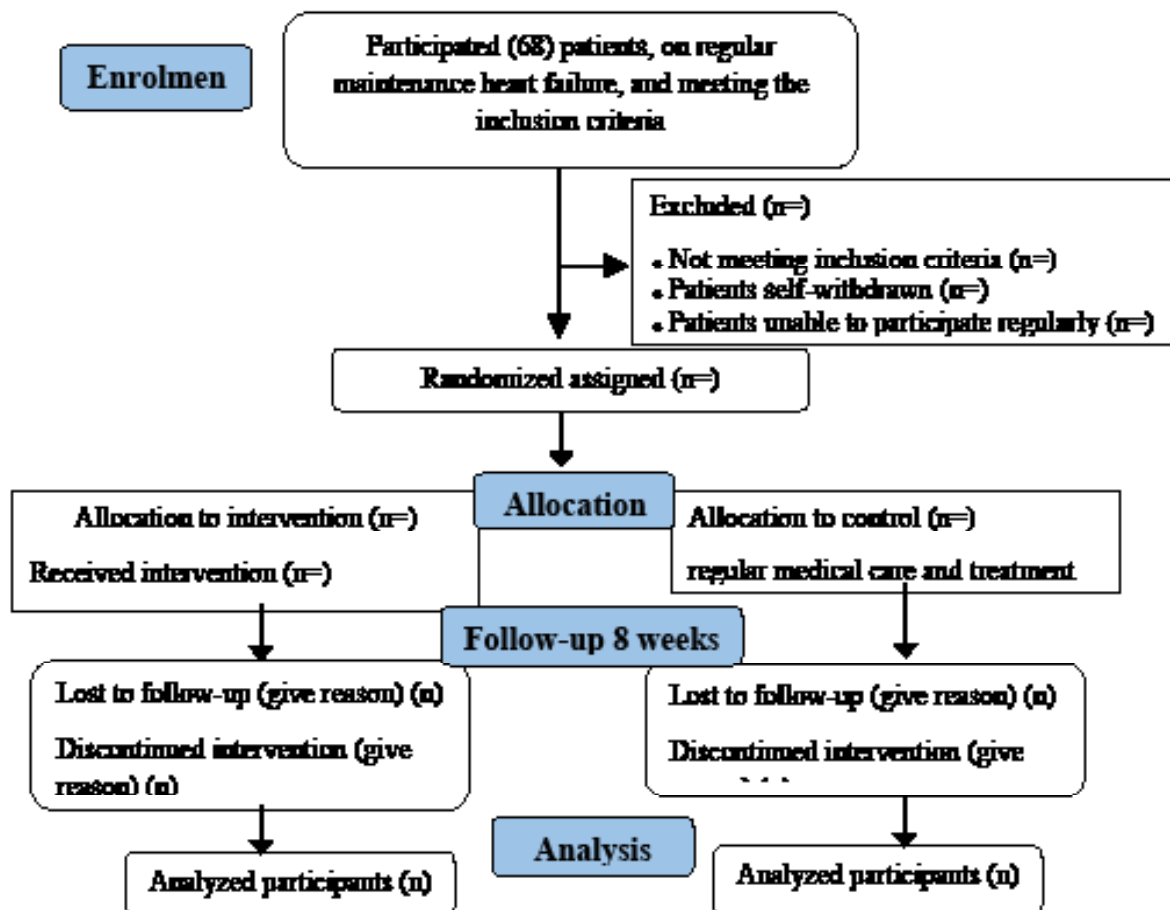 Enrolmen
Participated (68) patients, on regular
maintenance heart failure, and meeting the
inclusion criteria
Excluded (n=)
• Not meeting inclusion criteria (n=)
• Patients self-withdrawn (n=)
• Patients unable to participate regularly (n=)
Randomized assigned (n=)
Allocation
Allocation to intervention (n=)
Received intervention (n=)
Allocation to control (n=)
regular medical care and treatment
Follow-up 8 weeks
Lost to follow-up (give reason) (n)
Discontinued intervention (give
reason) (n)
Lost to follow-up (give reason) (n)
Discontinued intervention (give
Analysis
Analyzed participants (n)
Analyzed participants (n)